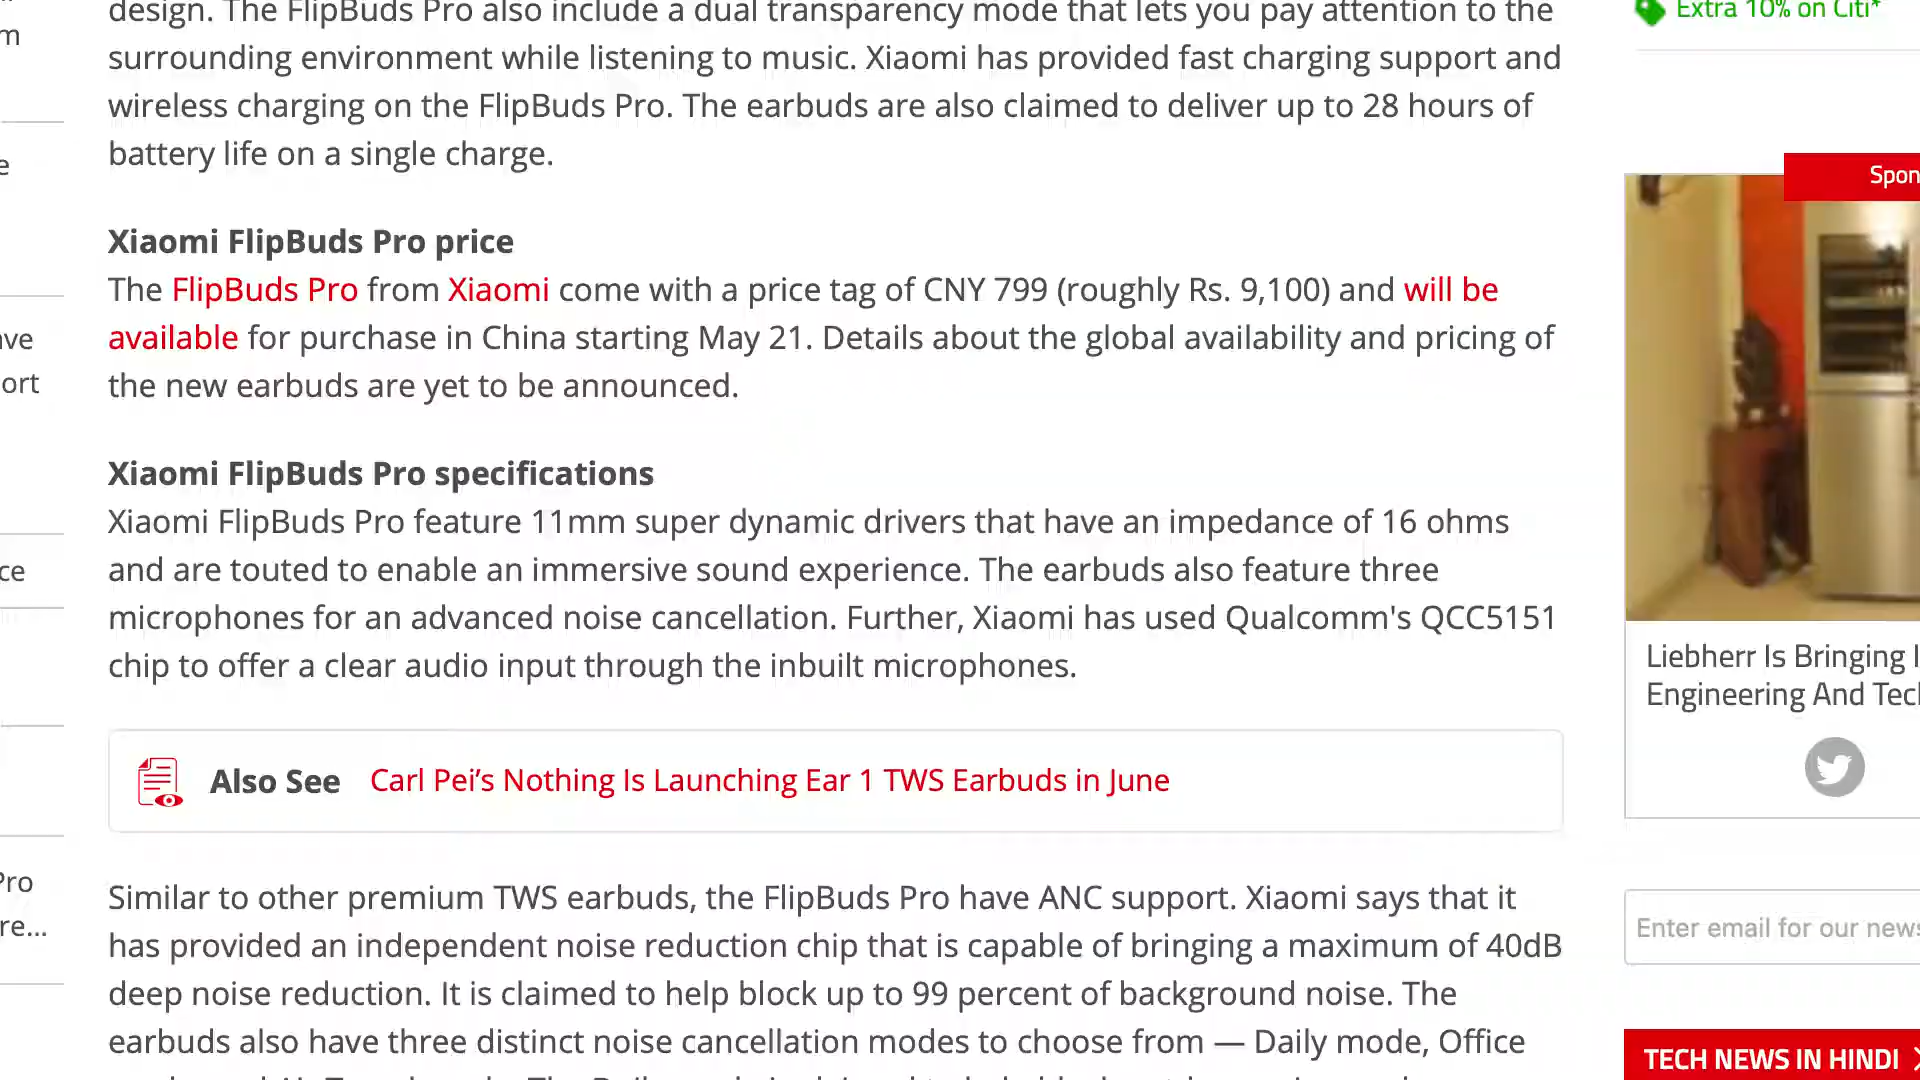 design. The FlipBuds Pro also include a dual transparency mode that lets you pay attention to the
surrounding environment while listening to music. Xiaomi has provided fast charging support and
wireless charging on the FlipBuds Pro. The earbuds are also claimed to deliver up to 28 hours of
battery life on a single charge.
Xiaomi FlipBuds Pro price
The FlipBuds Pro from Xiaomi come with a price tag of CNY 799 (roughly Rs. 9,100) and will be
available for purchase in China starting May 21. Details about the global availability and pricing of
the new earbuds are yet to be announced.
Xiaomi FlipBuds Pro specifications
Xiaomi FlipBuds Pro feature 11mm super dynamic drivers that have an impedance of 16 ohms
and are touted to enable an immersive sound experience. The earbuds also feature three
microphones for an advanced noise cancellation. Further, Xiaomi has used Qualcomm's QCC5151
chip to offer a clear audio input through the inbuilt microphones.
Also See Carl Pei’s Nothing Is Launching Ear 1 TWS Earbuds in June
Similar to other premium TWS earbuds, the FlipBuds Pro have ANC support. Xiaomi says that it
has provided an independent noise reduction chip that is capable of bringing a maximum of 40dB
deep noise reduction. It is claimed to help block up to 99 percent of background noise. The
earbuds also have three distinct noise cancellation modes to choose from — Daily mode, Office
m
e
ve
ort
ce
Pro
re...
Extra 10% on Citi*
Spon
Liebherr Is Bringing
Engineering And Tec
Enter email for our news
TECH NEWS IN HINDI